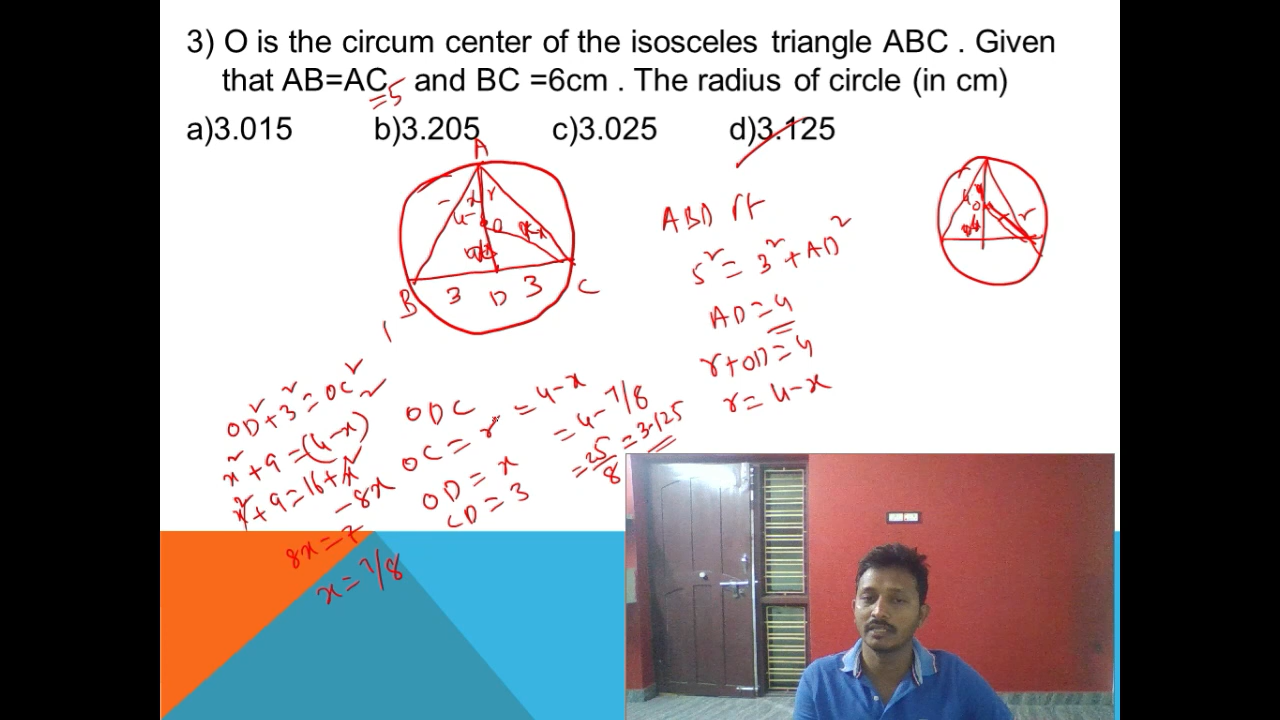 3) O is the circum center of the isosceles triangle ABC . Given
that AB=AC =5 and BC =6cm . The radius of circle (in cm)
a)3.015 b)3.205 c)3.025 d)3.125
A
r
O
B 3 D 3 C
ABD
5² = 3² + AD²
AD = 4
r+OD = 4
r = 4-x
OD²+3² = OC²
x²+9 = (4-x)²
x²+9 = 16+x²
-8x
8x = 7
x = 7/8
ODC
OC = r = 4-x
OD = x
CD = 3
= 4-7/8
= 25/8 = 3.125
r